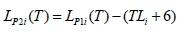 L_{P2i}(T) = L_{P1i}(T) − (TL_i + 6)